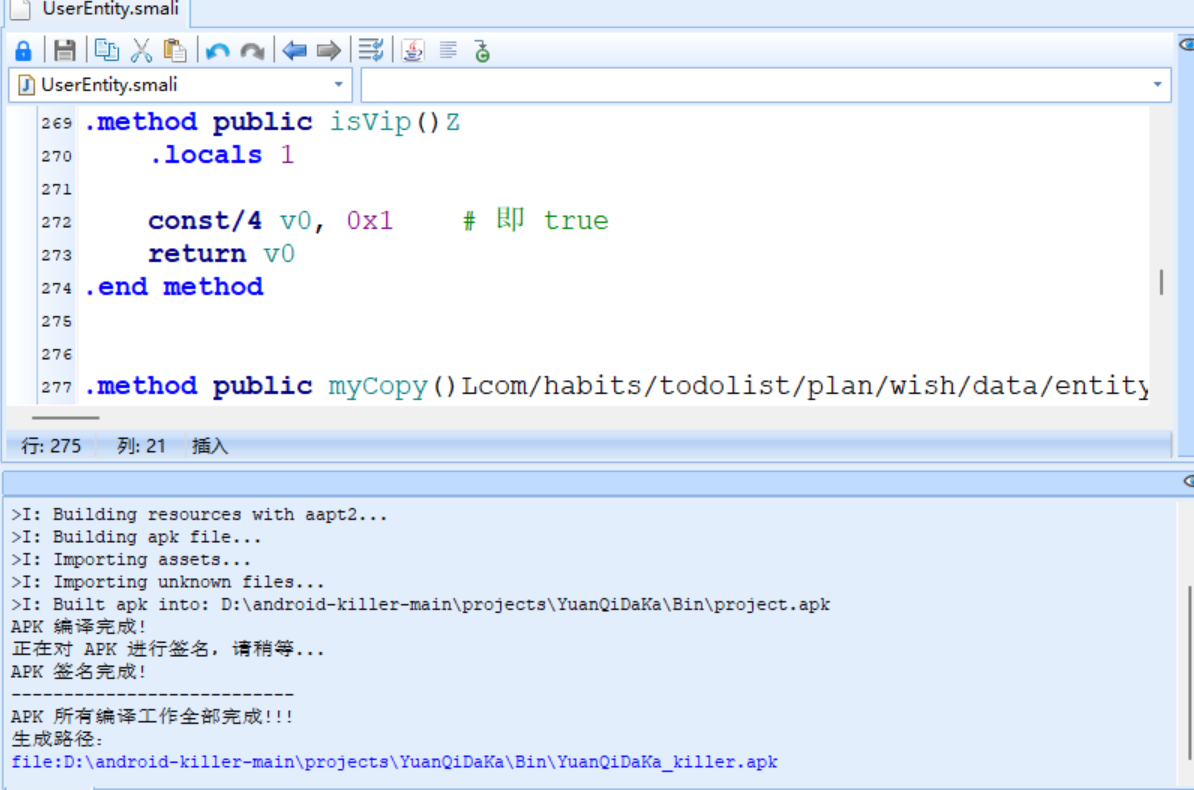 UserEntity.smali
UserEntity.smali
269 .method public isVip()Z
270 .locals 1
271
272 const/4 v0, 0x1 # 即 true
273 return v0
274 .end method
275
276
277 .method public myCopy()Lcom/habits/todolist/plan/wish/data/entity
行: 275 列: 21 插入
>I: Building resources with aapt2...
>I: Building apk file...
>I: Importing assets...
>I: Importing unknown files...
>I: Built apk into: D:\android-killer-main\projects\YuanQiDaKa\Bin\project.apk
APK 编译完成!
正在对 APK 进行签名，请稍等...
APK 签名完成!
---------------------------
APK 所有编译工作全部完成!!!
生成路径:
file:D:\android-killer-main\projects\YuanQiDaKa\Bin\YuanQiDaKa_killer.apk